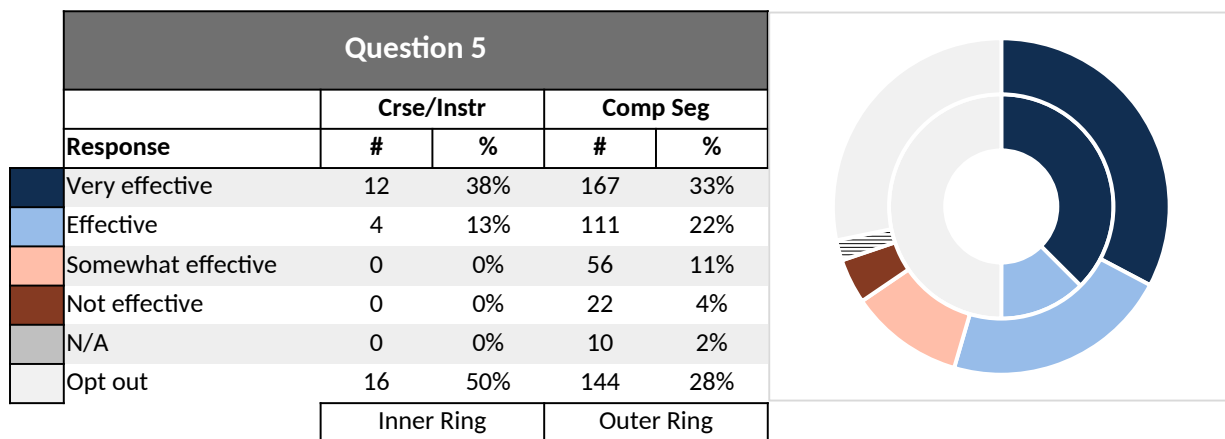 Question 5
Crse/Instr Comp Seg
Response # % # %
Very effective 12 38% 167 33%
Effective 4 13% 111 22%
Somewhat effective 0 0% 56 11%
Not effective 0 0% 22 4%
N/A 0 0% 10 2%
Opt out 16 50% 144 28%
Inner Ring Outer Ring